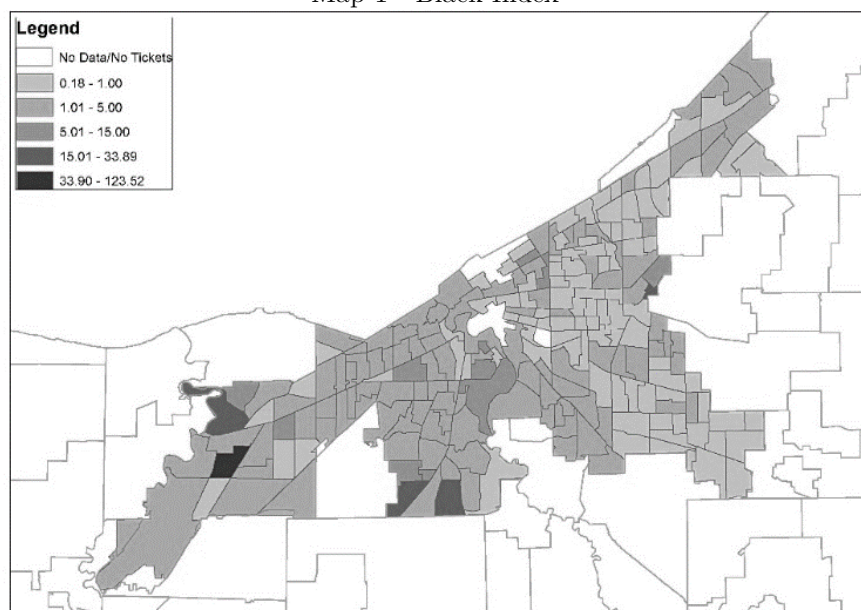 Map 1 - Black Index
Legend
No Data/No Tickets
0.18 - 1.00
1.01 - 5.00
5.01 - 15.00
15.01 - 33.89
33.90 - 123.52